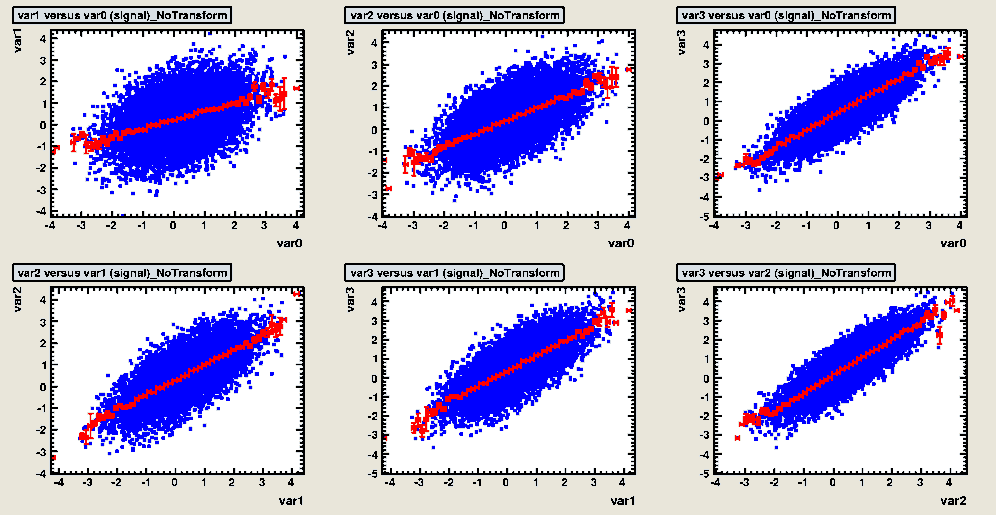 var1 versus var0 (signal)_NoTransform
var1
4
3
2
1
0
-1
-2
-3
-4
-4 -3 -2 -1 0 1 2 3 4
var0
var2 versus var0 (signal)_NoTransform
var2
4
3
2
1
0
-1
-2
-3
-4
-4 -3 -2 -1 0 1 2 3 4
var0
var3 versus var0 (signal)_NoTransform
var3
4
3
2
1
0
-1
-2
-3
-4
-5
-4 -3 -2 -1 0 1 2 3 4
var0
var2 versus var1 (signal)_NoTransform
var2
4
3
2
1
0
-1
-2
-3
-4
-4 -3 -2 -1 0 1 2 3 4
var1
var3 versus var1 (signal)_NoTransform
var3
4
3
2
1
0
-1
-2
-3
-4
-5
-4 -3 -2 -1 0 1 2 3 4
var1
var3 versus var2 (signal)_NoTransform
var3
4
3
2
1
0
-1
-2
-3
-4
-5
-4 -3 -2 -1 0 1 2 3 4
var2